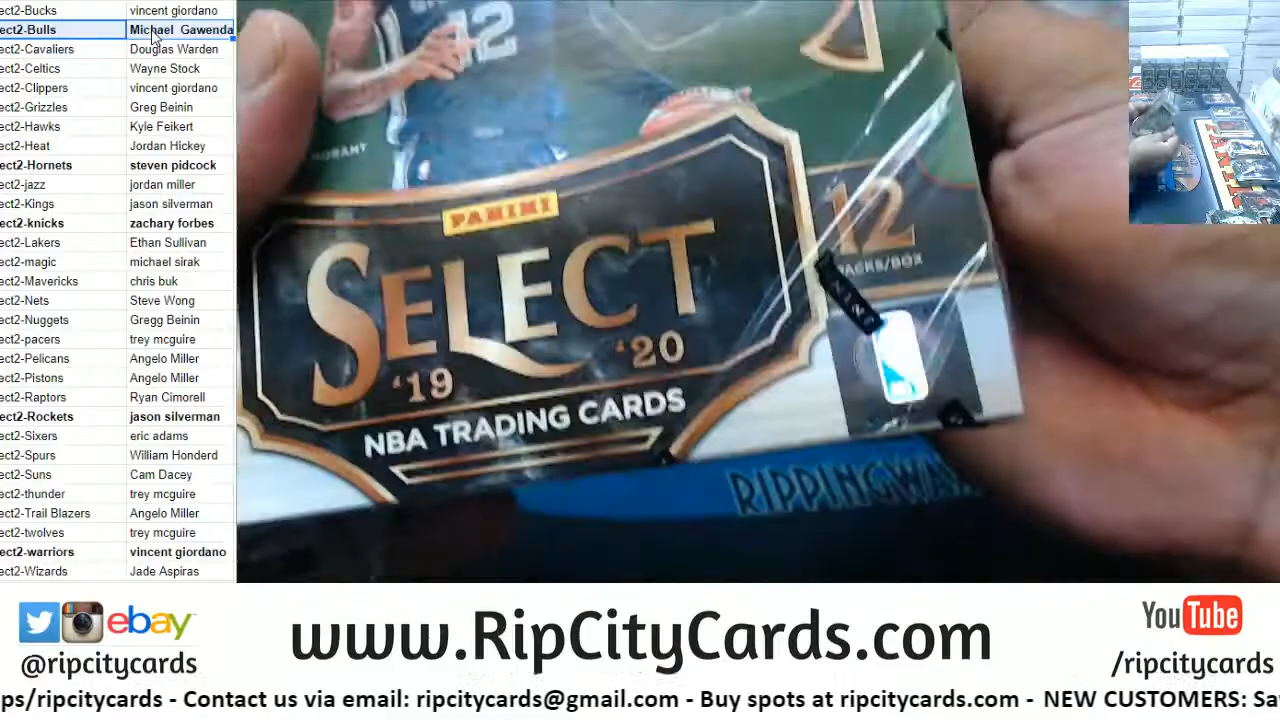 ect2-Bucks vincent giordano
ect2-Bulls Michael Gawenda
ect2-Cavaliers Douglas Warden
ect2-Celtics Wayne Stock
ect2-Clippers vincent giordano
ect2-Grizzles Greg Beinin
ect2-Hawks Kyle Feikert
ect2-Heat Jordan Hickey
ect2-Hornets steven pidcock
ect2-jazz jordan miller
ect2-Kings jason silverman
ect2-knicks zachary forbes
ect2-Lakers Ethan Sullivan
ect2-magic michael sirak
ect2-Mavericks chris buk
ect2-Nets Steve Wong
ect2-Nuggets Gregg Beinin
ect2-pacers trey mcguire
ect2-Pelicans Angelo Miller
ect2-Pistons Angelo Miller
ect2-Raptors Ryan Cimorell
ect2-Rockets jason silverman
ect2-Sixers eric adams
ect2-Spurs William Honderd
ect2-Suns Cam Dacey
ect2-thunder trey mcguire
ect2-Trail Blazers Angelo Miller
ect2-twolves trey mcguire
ect2-warriors vincent giordano
ect2-Wizards Jade Aspiras
12
PANINI
SELECT
'19 '20
NBA TRADING CARDS
12
PACKS/BOX
RIPPINGWA
ebay
@ripcitycards
www.RipCityCards.com
YouTube
/ripcitycards
ps/ripcitycards - Contact us via email: ripcitycards@gmail.com - Buy spots at ripcitycards.com - NEW CUSTOMERS: Sa